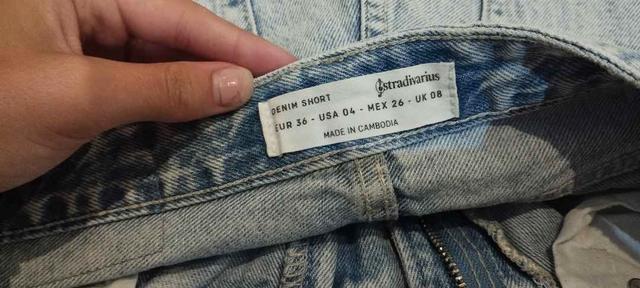 stradivarius
DENIM SHORT
EUR 36 - USA 04 - MEX 26 - UK 08
MADE IN CAMBODIA